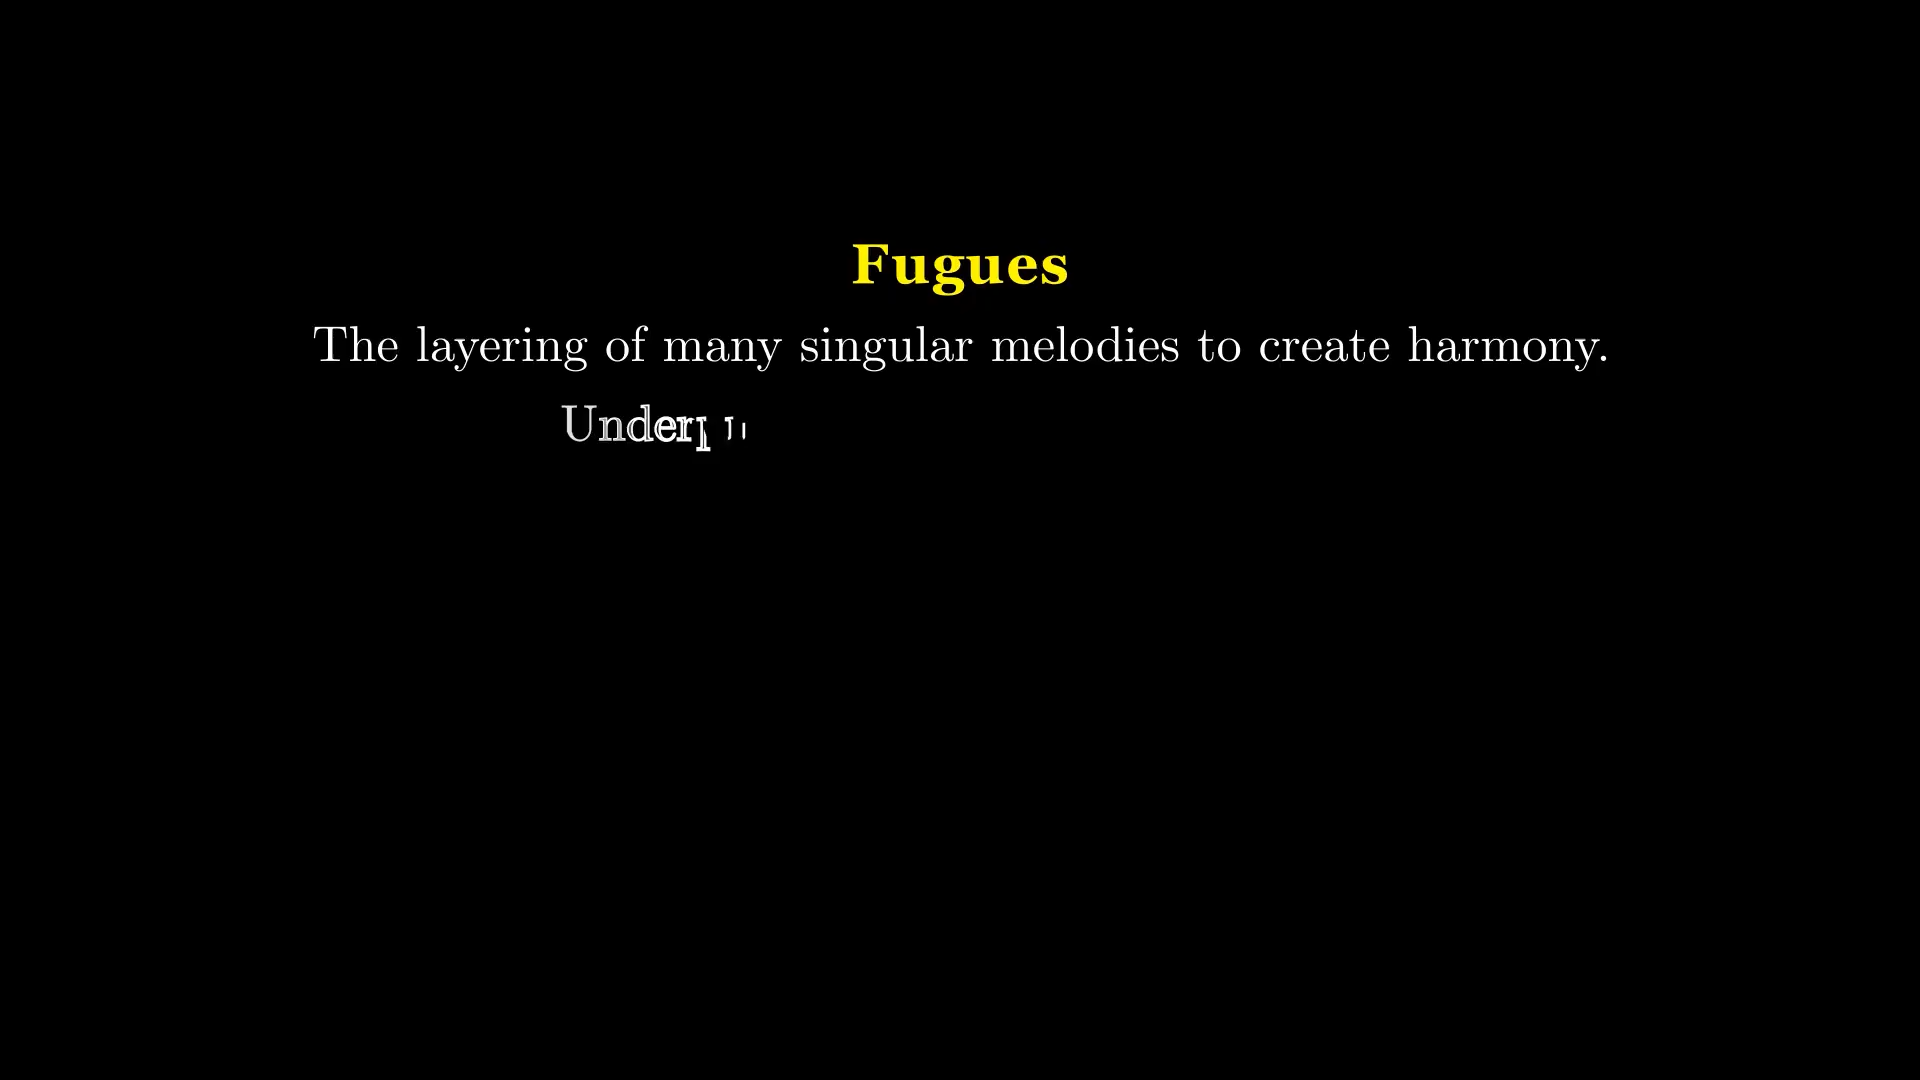 Fugues
The layering of many singular melodies to create harmony.